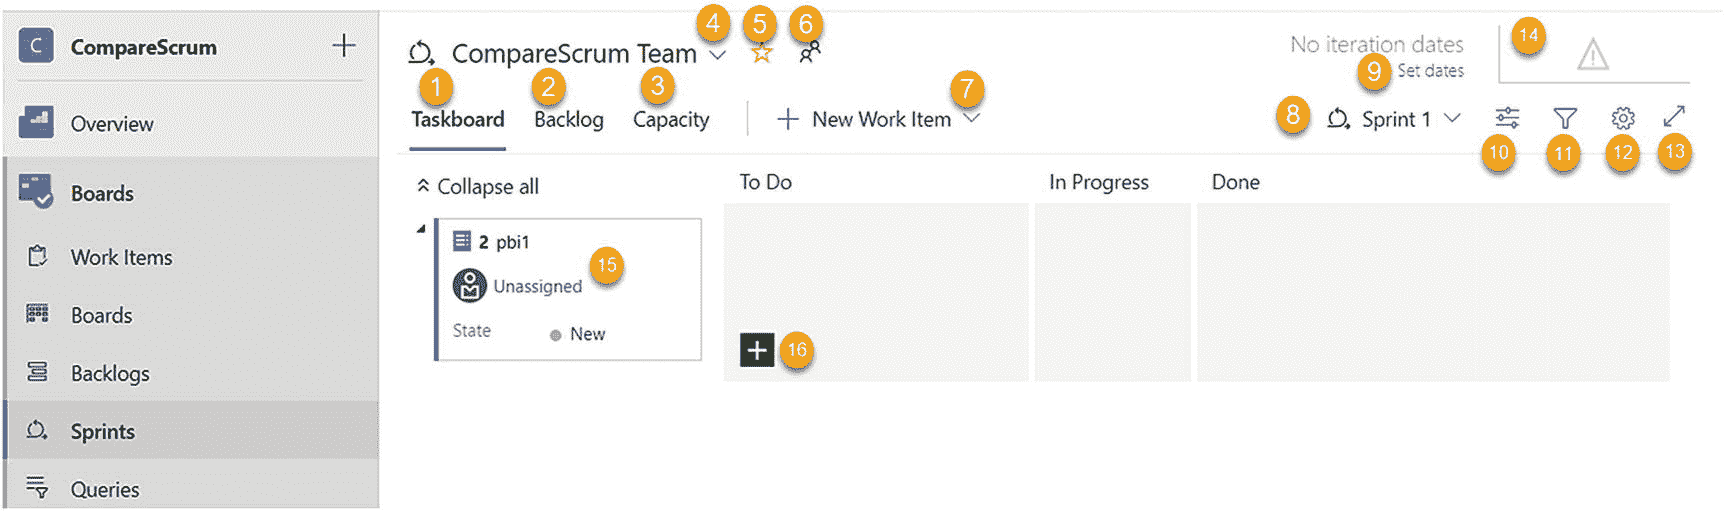 C CompareScrum
Overview
Boards
Work Items
Boards
Backlogs
Sprints
Queries
4 5 6
CompareScrum Team
1 2 3 7
Taskboard Backlog Capacity New Work Item
14
No iteration dates
9 Set dates
8 Sprint 1
10 11 12 13
Collapse all To Do In Progress Done
2 pbi1
15
Unassigned
State New
16